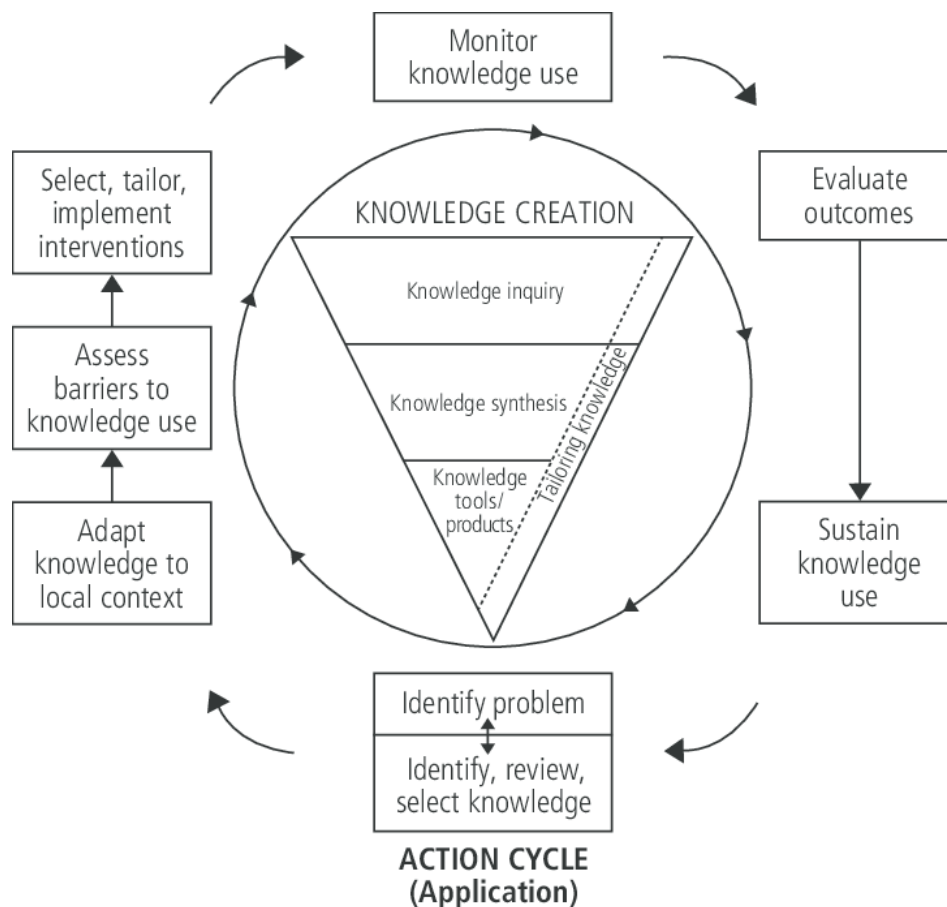 Monitor
knowledge use
Select, tailor,
implement
interventions
Evaluate
outcomes
KNOWLEDGE CREATION
Knowledge inquiry
Assess
barriers to
knowledge use
Knowledge synthesis
Tailoring knowledge
Knowledge
tools/
products
Adapt
knowledge to
local context
Sustain
knowledge
use
Identify problem
Identify, review,
select knowledge
ACTION CYCLE
(Application)